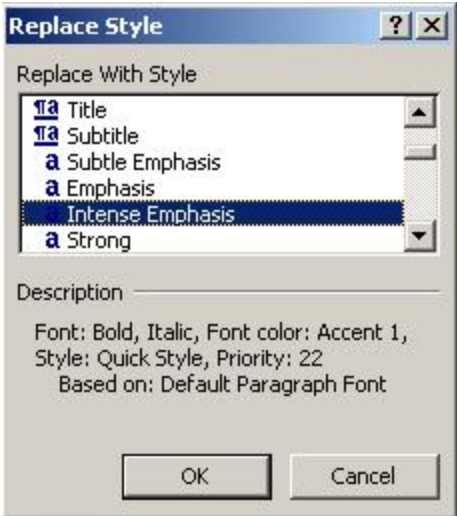 Replace Style
Replace With Style
¶a Title
¶a Subtitle
a Subtle Emphasis
a Emphasis
a Intense Emphasis
a Strong
Description
Font: Bold, Italic, Font color: Accent 1,
Style: Quick Style, Priority: 22
Based on: Default Paragraph Font
OK Cancel